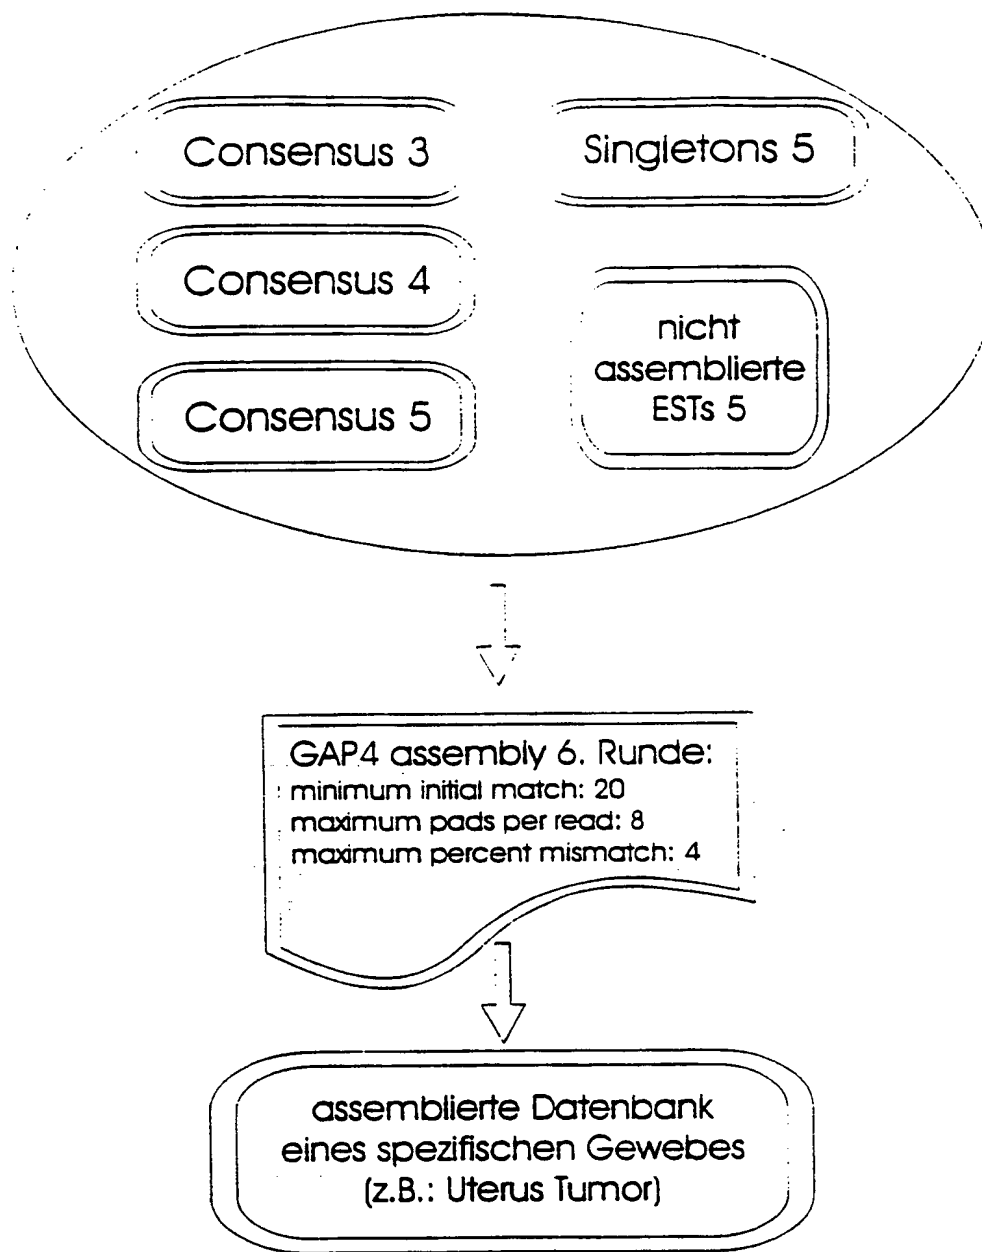 Consensus 3
Singletons 5
Consensus 4
nicht
assemblierte
ESTs 5
Consensus 5
GAP4 assembly 6. Runde:
minimum initial match: 20
maximum pads per read: 8
maximum percent mismatch: 4
assemblierte Datenbank
eines spezifischen Gewebes
(z.B.: Uterus Tumor)